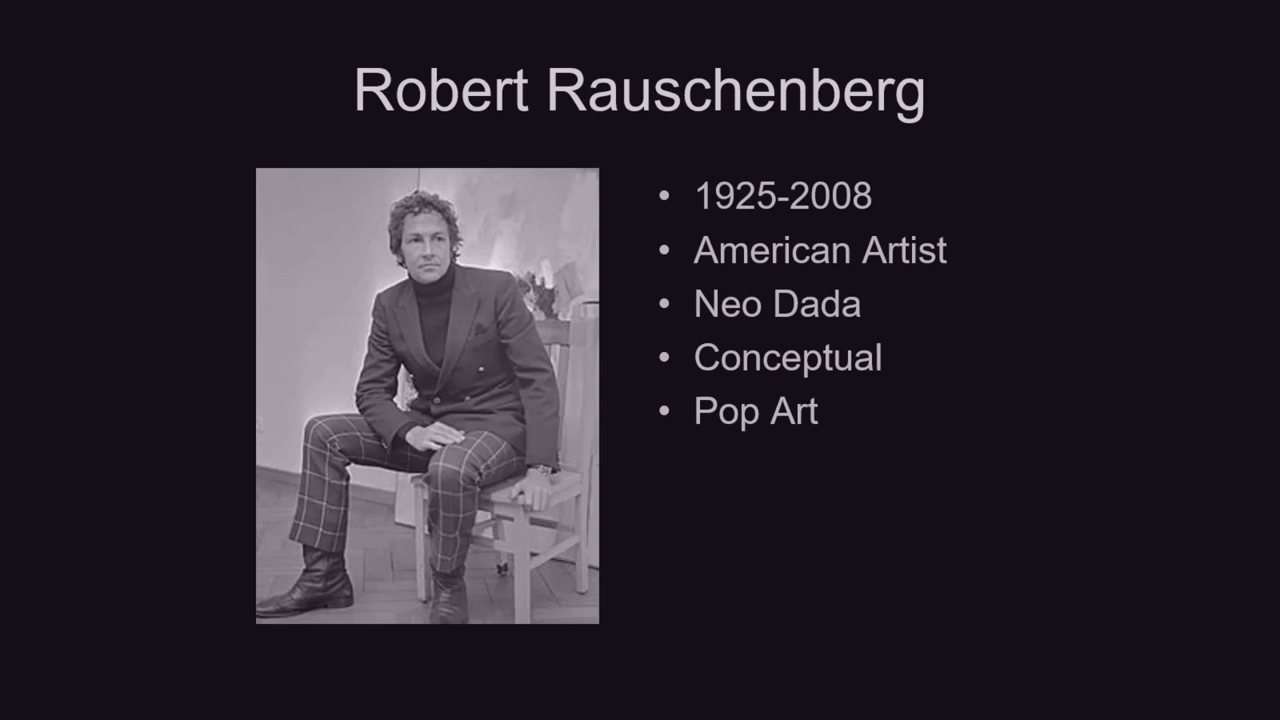 Robert Rauschenberg
• 1925-2008
• American Artist
• Neo Dada
• Conceptual
• Pop Art